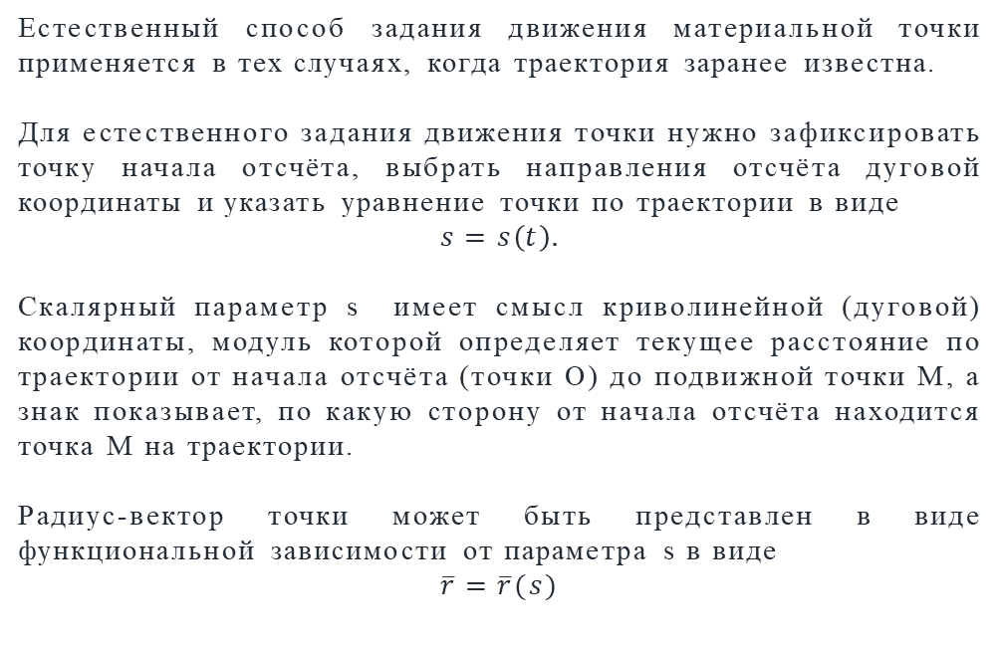 Естественный способ задания движения материальной точки
применяется в тех случаях, когда траектория заранее известна.
Для естественного задания движения точки нужно зафиксировать
точку начала отсчёта, выбрать направления отсчёта дуговой
координаты и указать уравнение точки по траектории в виде
s = s(t).
Скалярный параметр s имеет смысл криволинейной (дуговой)
координаты, модуль которой определяет текущее расстояние по
траектории от начала отсчёта (точки О) до подвижной точки М, а
знак показывает, по какую сторону от начала отсчёта находится
точка М на траектории.
Радиус-вектор точки может быть представлен в виде
функциональной зависимости от параметра s в виде
r̄ = r̄(s)